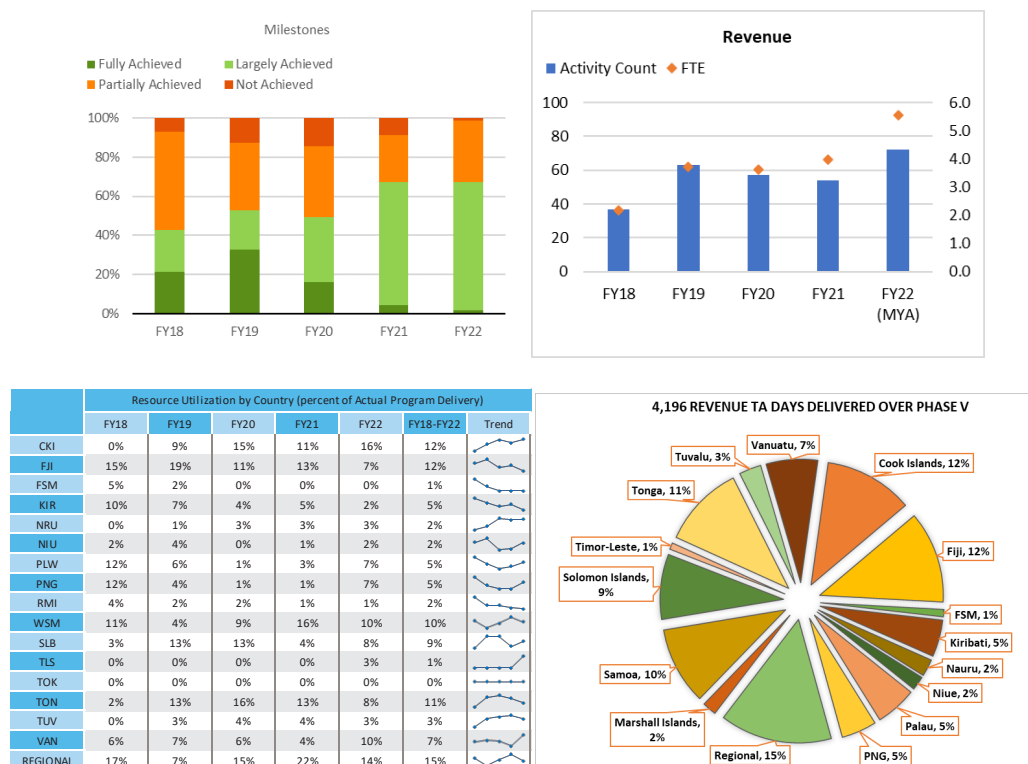 Milestones
Fully Achieved Largely Achieved
Partially Achieved Not Achieved
100%
80%
60%
40%
20%
0%
FY18 FY19 FY20 FY21 FY22
Revenue
Activity Count FTE
100 6.0
80 5.0
60 4.0
40 3.0
20 2.0
0 1.0
0.0
FY18 FY19 FY20 FY21 FY22
(MYA)
Resource Utilization by Country (percent of Actual Program Delivery)
FY18 FY19 FY20 FY21 FY22 FY18-FY22 Trend
CKI 0% 9% 15% 11% 16% 12%
FJI 15% 19% 11% 13% 7% 12%
FSM 5% 2% 0% 0% 0% 1%
KIR 10% 7% 4% 5% 2% 5%
NRU 0% 1% 3% 3% 3% 2%
NIU 2% 4% 0% 1% 2% 2%
PLW 12% 6% 1% 3% 7% 5%
PNG 12% 4% 1% 1% 7% 5%
RMI 4% 2% 2% 1% 1% 2%
WSM 11% 4% 9% 16% 10% 10%
SLB 3% 13% 13% 4% 8% 9%
TLS 0% 0% 0% 0% 3% 1%
TOK 0% 0% 0% 0% 0% 0%
TON 2% 13% 16% 13% 8% 11%
TUV 0% 3% 4% 4% 3% 3%
VAN 6% 7% 6% 4% 10% 7%
REGIONAL 17% 7% 15% 22% 14% 15%
4,196 REVENUE TA DAYS DELIVERED OVER PHASE V
Vanuatu, 7%
Cook Islands, 12%
Tuvalu, 3%
Tonga, 11%
Fiji, 12%
Timor-Leste, 1%
Solomon Islands,
9%
FSM, 1%
Kiribati, 5%
Nauru, 2%
Samoa, 10%
Niue, 2%
Palau, 5%
Marshall Islands,
2%
Regional, 15%
PNG, 5%